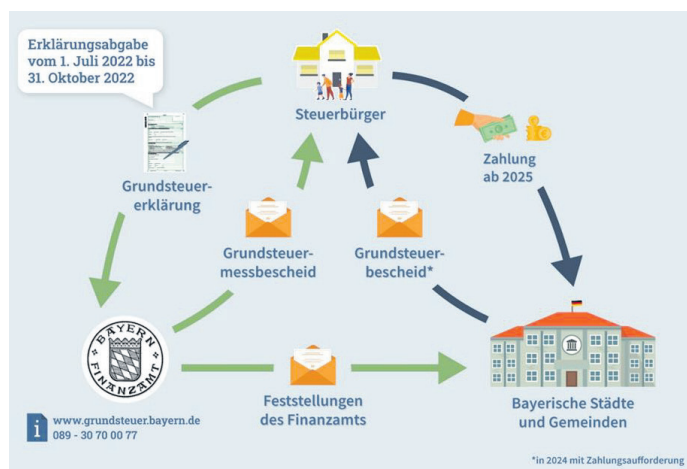 Erklärungsabgabe
vom 1. Juli 2022 bis
31. Oktober 2022
Steuerbürger
Grundsteuer-
erklärung
Zahlung
ab 2025
Grundsteuer-
messbescheid
Grundsteuer-
bescheid*
BAYERN
FINANZAMT
Feststellungen
des Finanzamts
Bayerische Städte
und Gemeinden
i www.grundsteuer.bayern.de
089 - 30 70 00 77
*in 2024 mit Zahlungsaufforderung